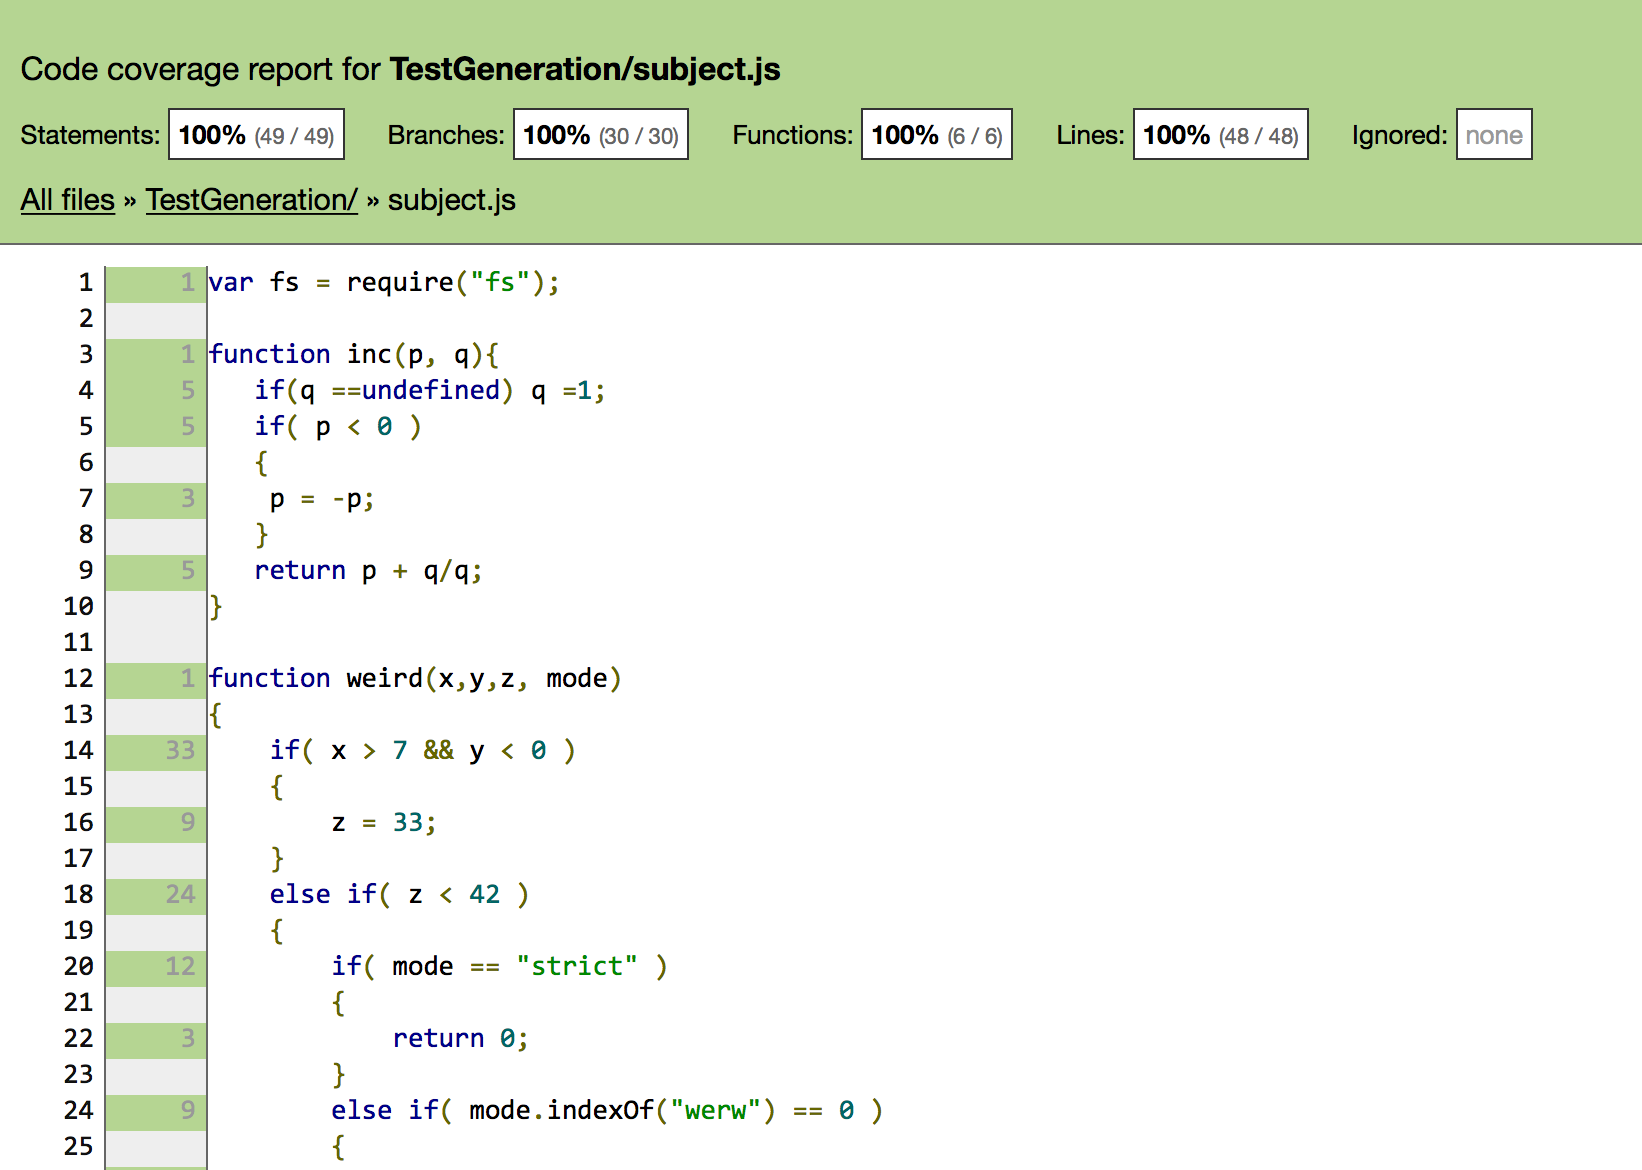 Code coverage report for TestGeneration/subject.js
Statements: 100% (49 / 49) Branches: 100% (30 / 30) Functions: 100% (6 / 6) Lines: 100% (48 / 48) Ignored: none
All files » TestGeneration/ » subject.js
1 1 var fs = require("fs");
2
3 1 function inc(p, q){
4 5 if(q ==undefined) q =1;
5 5 if( p < 0 )
6 {
7 3 p = -p;
8 }
9 5 return p + q/q;
10 }
11
12 1 function weird(x,y,z, mode)
13 {
14 33 if( x > 7 && y < 0 )
15 {
16 9 z = 33;
17 }
18 24 else if( z < 42 )
19 {
20 12 if( mode == "strict" )
21 {
22 3 return 0;
23 }
24 9 else if( mode.indexOf("werw") == 0 )
25 {